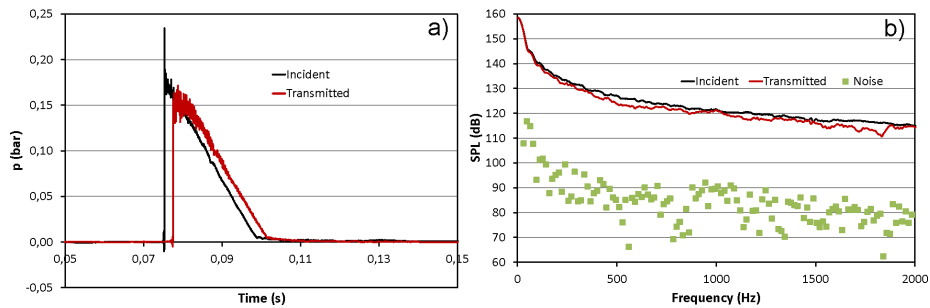 a)
0,25
0,20
0,15
0,10
0,05
0,00
-0,05
p (bar)
Incident
Transmitted
0,05 0,07 0,09 0,11 0,13 0,15
Time (s)
b)
160
150
140
130
120
110
100
90
80
70
60
SPL (dB)
Incident Transmitted Noise
0 500 1000 1500 2000
Frequency (Hz)